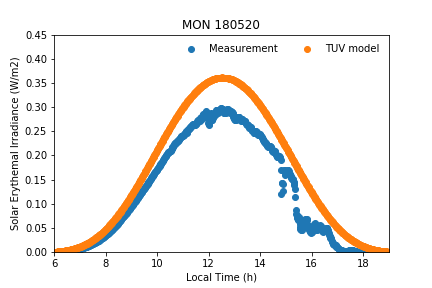 MON 180520
Measurement
TUV model
Solar Erythemal Irradiance (W/m2)
0.45
0.40
0.35
0.30
0.25
0.20
0.15
0.10
0.05
0.00
6 8 10 12 14 16 18
Local Time (h)